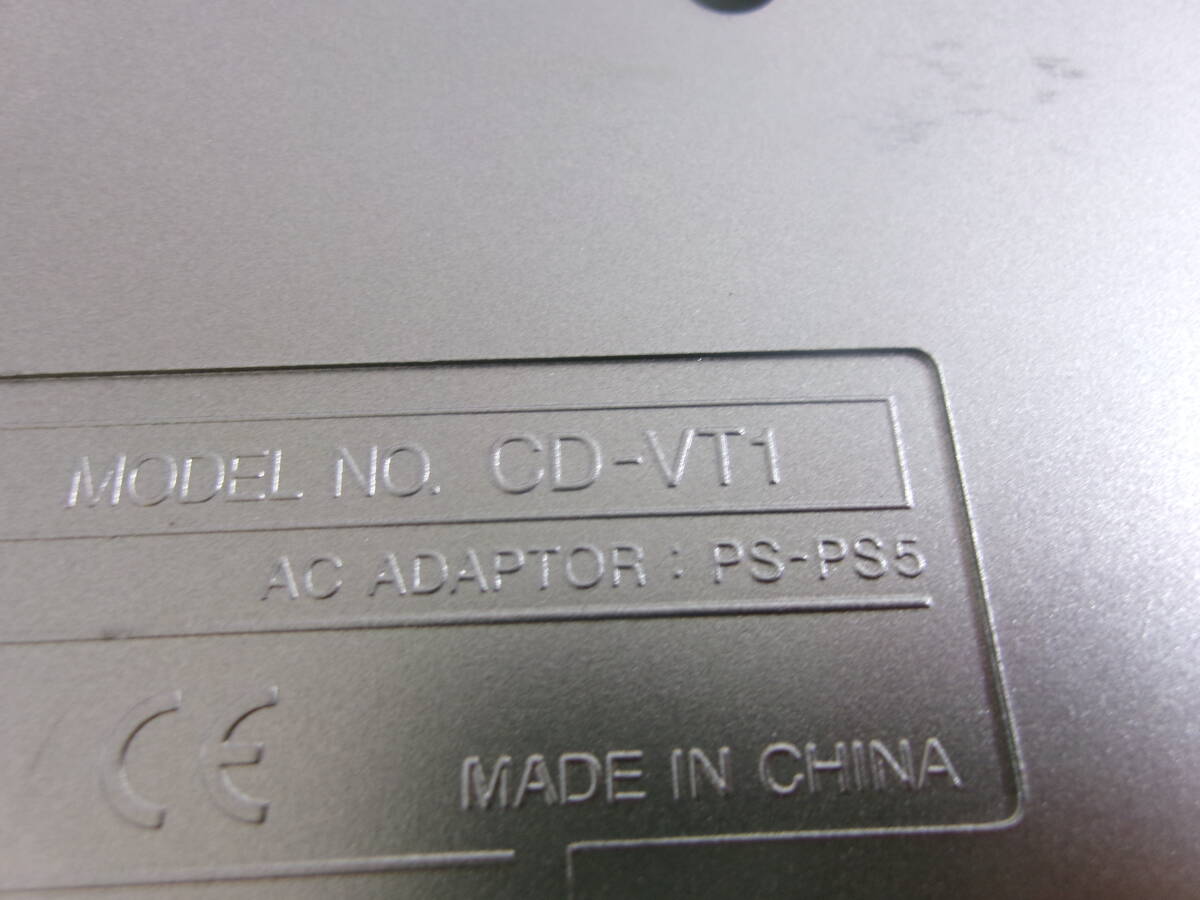 MODEL NO. CD-VT1
AC ADAPTOR : PS-PS5
CE
MADE IN CHINA